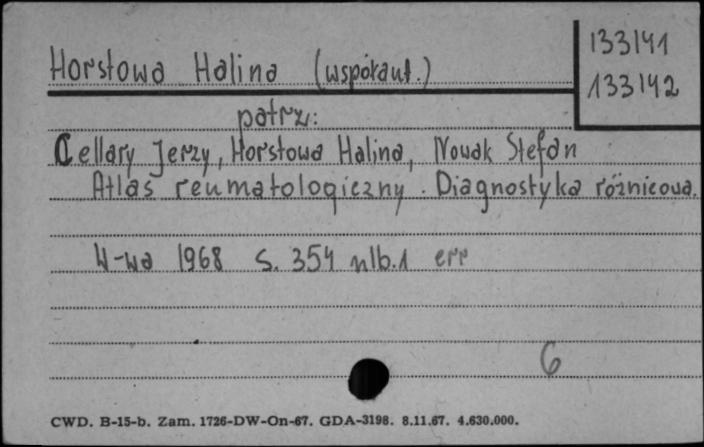 133141
Horstowa Halina (współaut.)
133142
patrz:
Cellary Jerzy, Horstowa Halina, Nowak Stefan
Atlas reumatologiczny. Diagnostyka różnicowa.
W-wa 1968 S. 354 nlb.1 err
6
CWD. B-15-b. Zam. 1726-DW-On-67. GDA-3198. 8.11.67. 4.630.000.